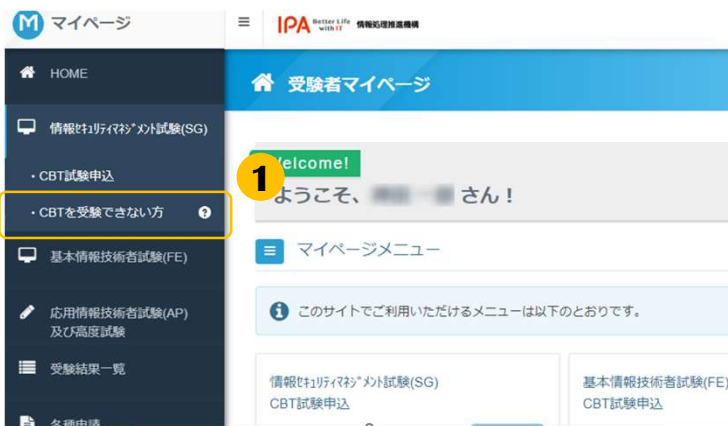 M マイページ
IPA Better Life with IT 情報処理推進機構
HOME
情報ｾｷｭﾘﾃｨﾏﾈｼﾞﾒﾝﾄ試験(SG)
・CBT試験申込
・CBTを受験できない方 ?
基本情報技術者試験(FE)
応用情報技術者試験(AP)
及び高度試験
受験結果一覧
各種申請
受験者マイページ
1
elcome!
ようこそ、 さん！
マイページメニュー
このサイトでご利用いただけるメニューは以下のとおりです。
情報ｾｷｭﾘﾃｨﾏﾈｼﾞﾒﾝﾄ試験(SG)
CBT試験申込
基本情報技術者試験(FE)
CBT試験申込